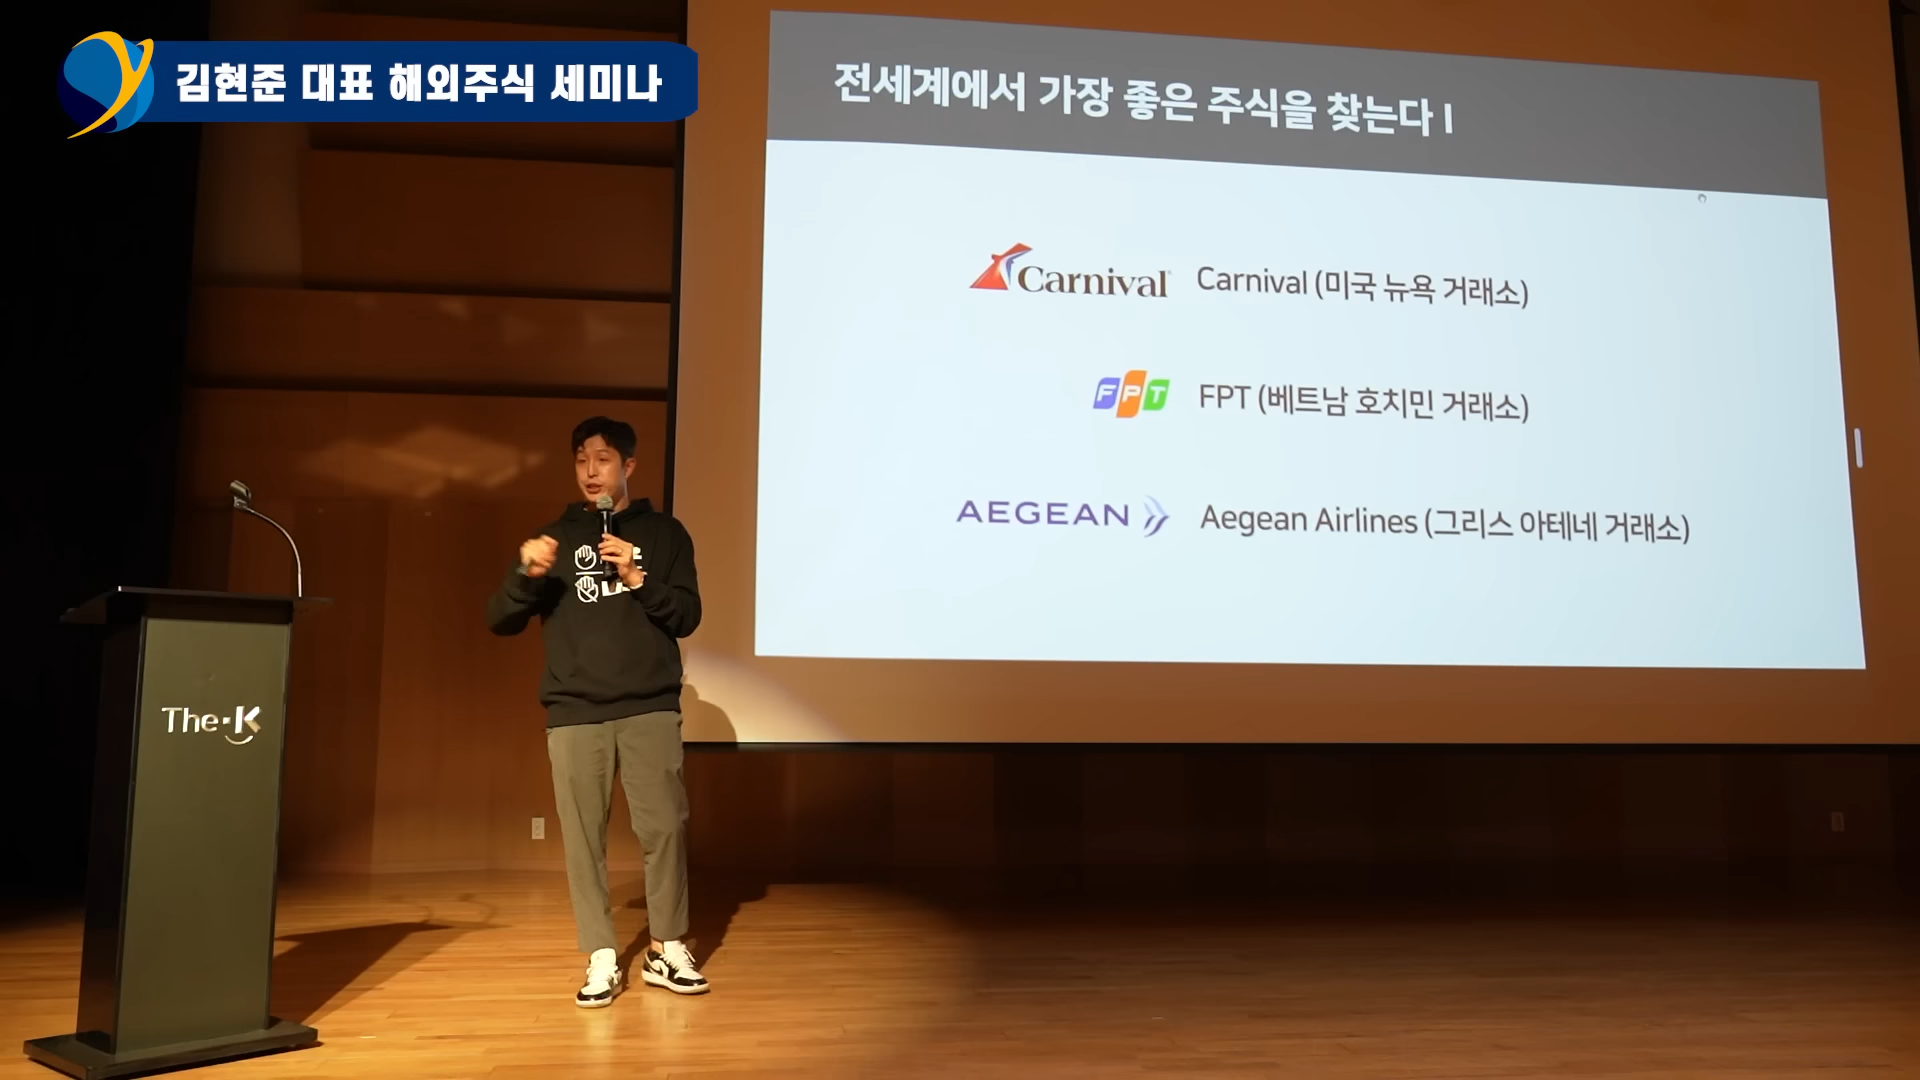 김현준 대표 해외주식 세미나
전세계에서 가장 좋은 주식을 찾는다 I
Carnival Carnival (미국 뉴욕 거래소)
FPT FPT (베트남 호치민 거래소)
AEGEAN Aegean Airlines (그리스 아테네 거래소)
The-K